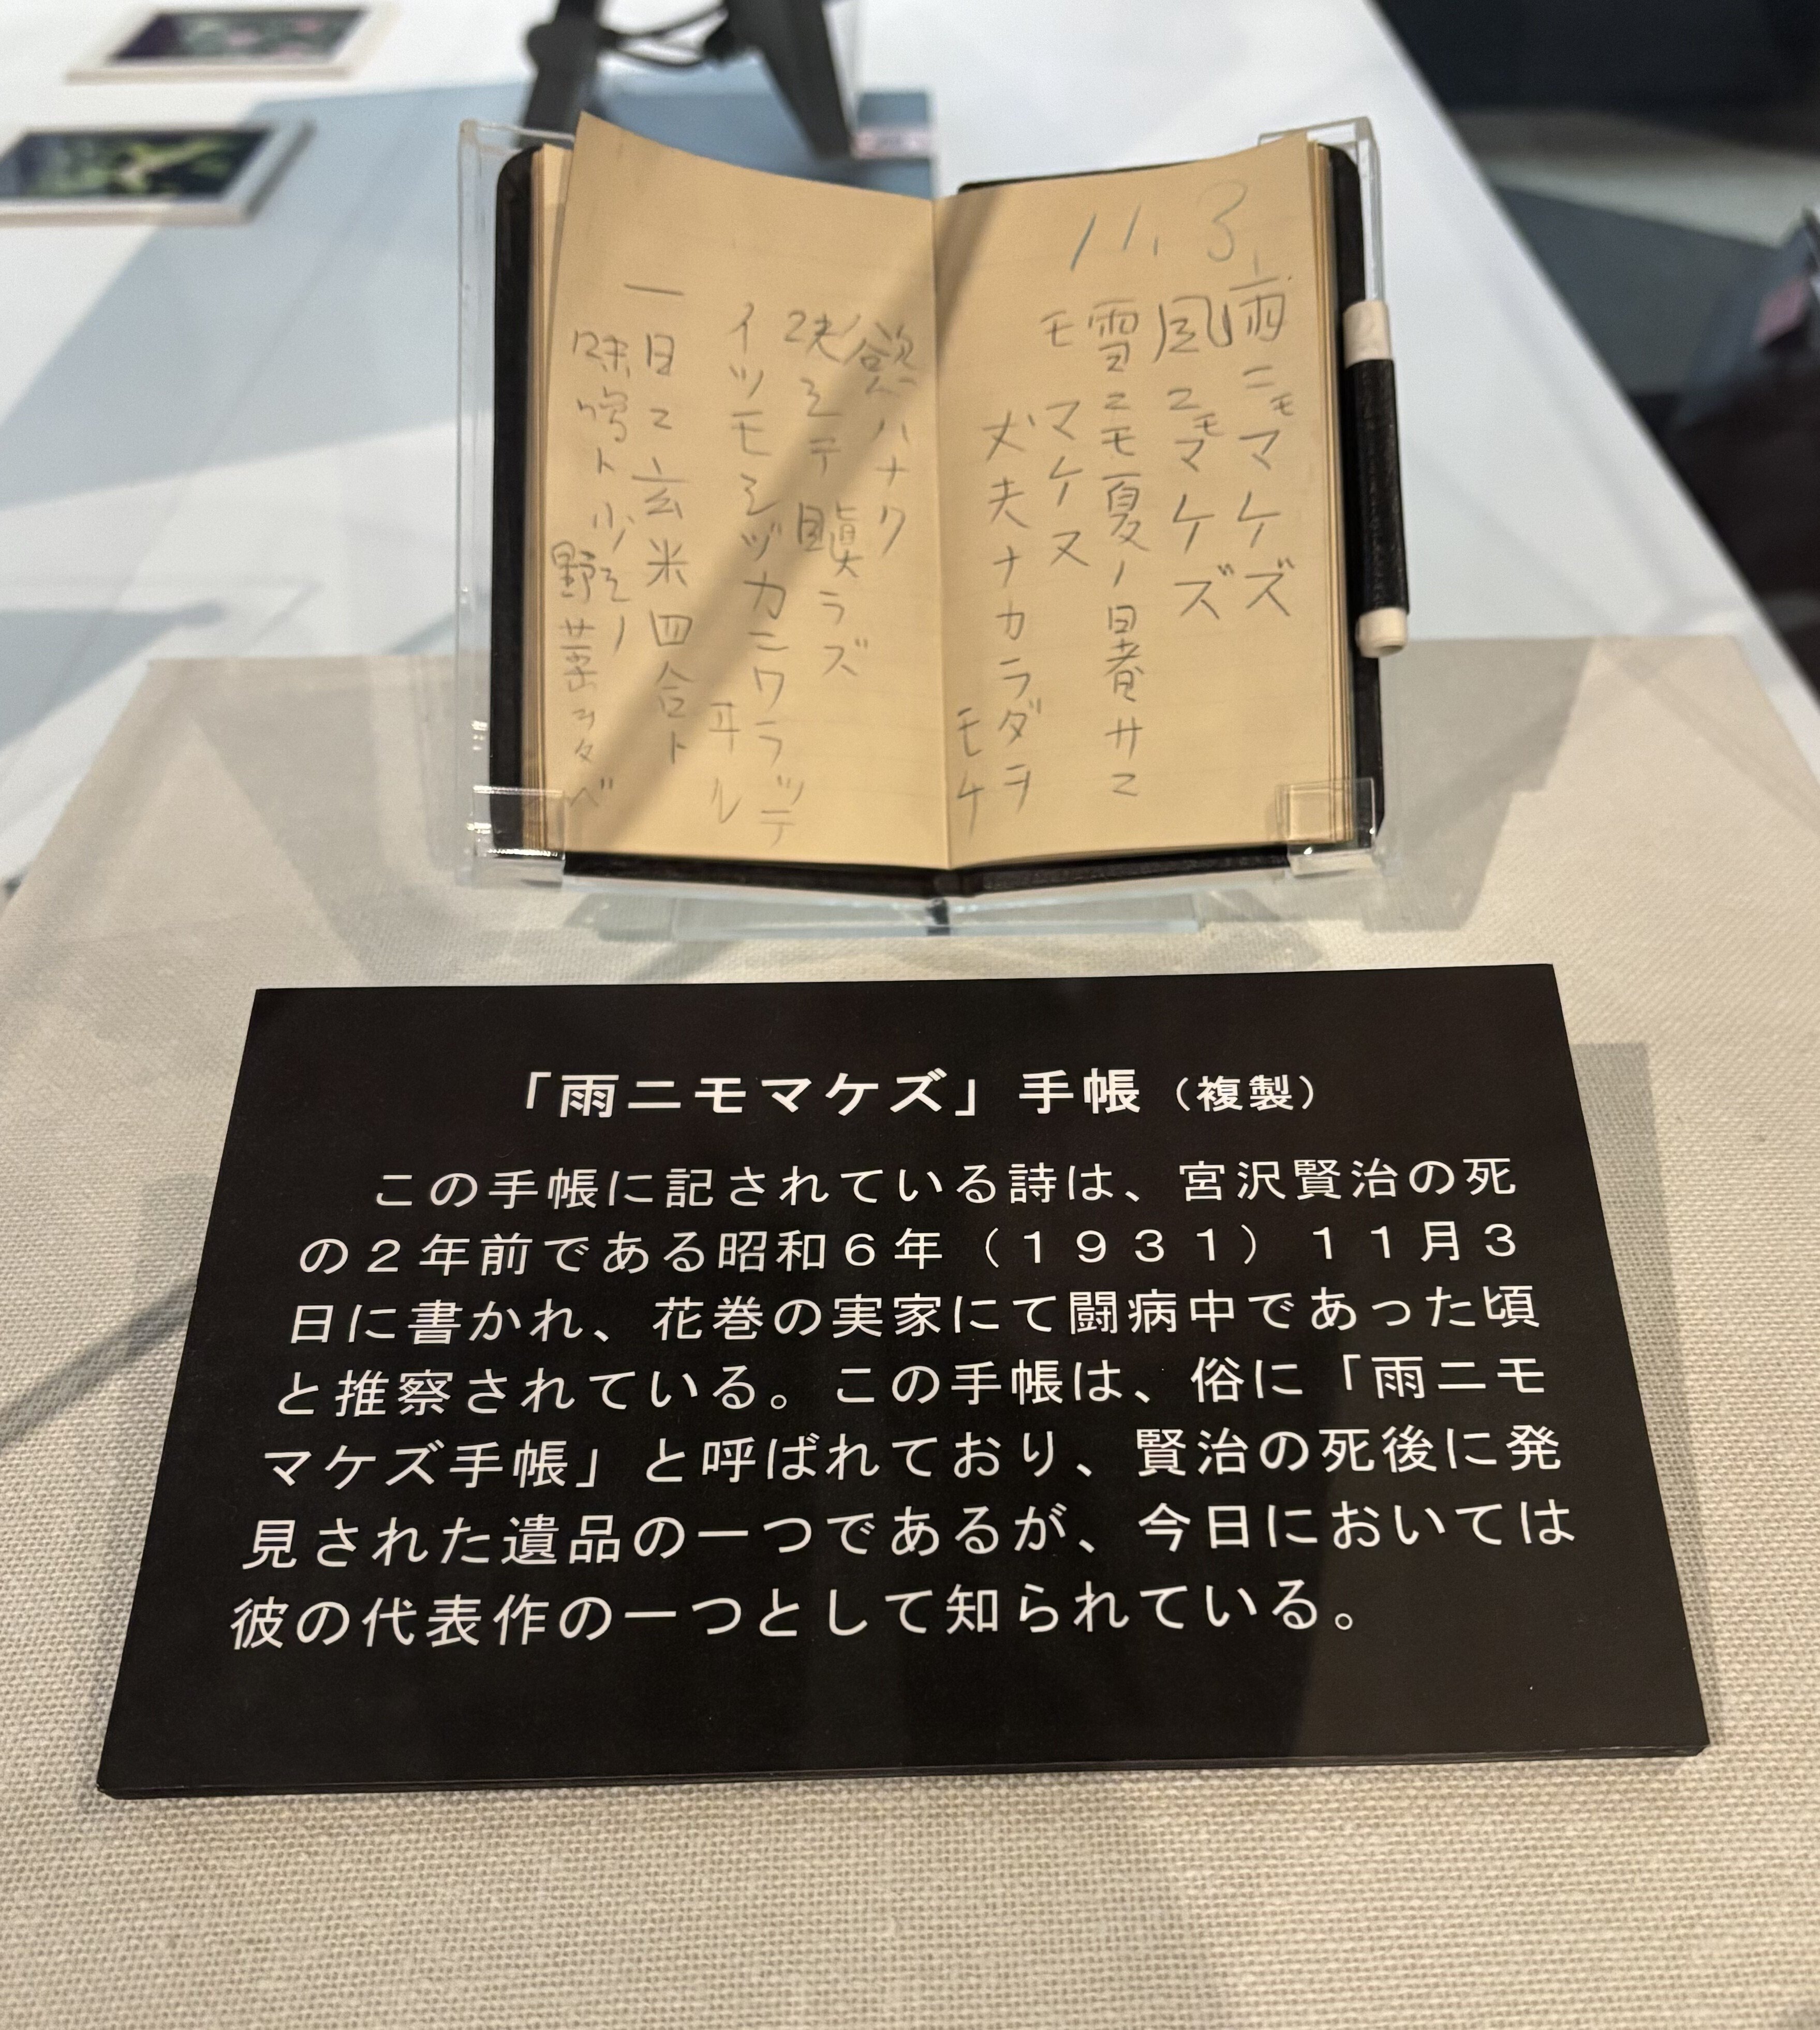 11.3.
雨ニモマケズ
風ニモマケズ
雪ニモ夏ノ暑サニ
モマケヌ
丈夫ナカラダヲ
モチ
慾ハナク
決シテ瞋ラズ
イツモシヅカニワラッテ
ヰル
一日ニ玄米四合ト
味噌ト少シノ
野菜ヲタベ
「雨ニモマケズ」手帳（複製）
この手帳に記されている詩は、宮沢賢治の死
の２年前である昭和６年（１９３１）１１月３
日に書かれ、花巻の実家にて闘病中であった頃
と推察されている。この手帳は、俗に「雨ニモ
マケズ手帳」と呼ばれており、賢治の死後に発
見された遺品の一つであるが、今日においては
彼の代表作の一つとして知られている。